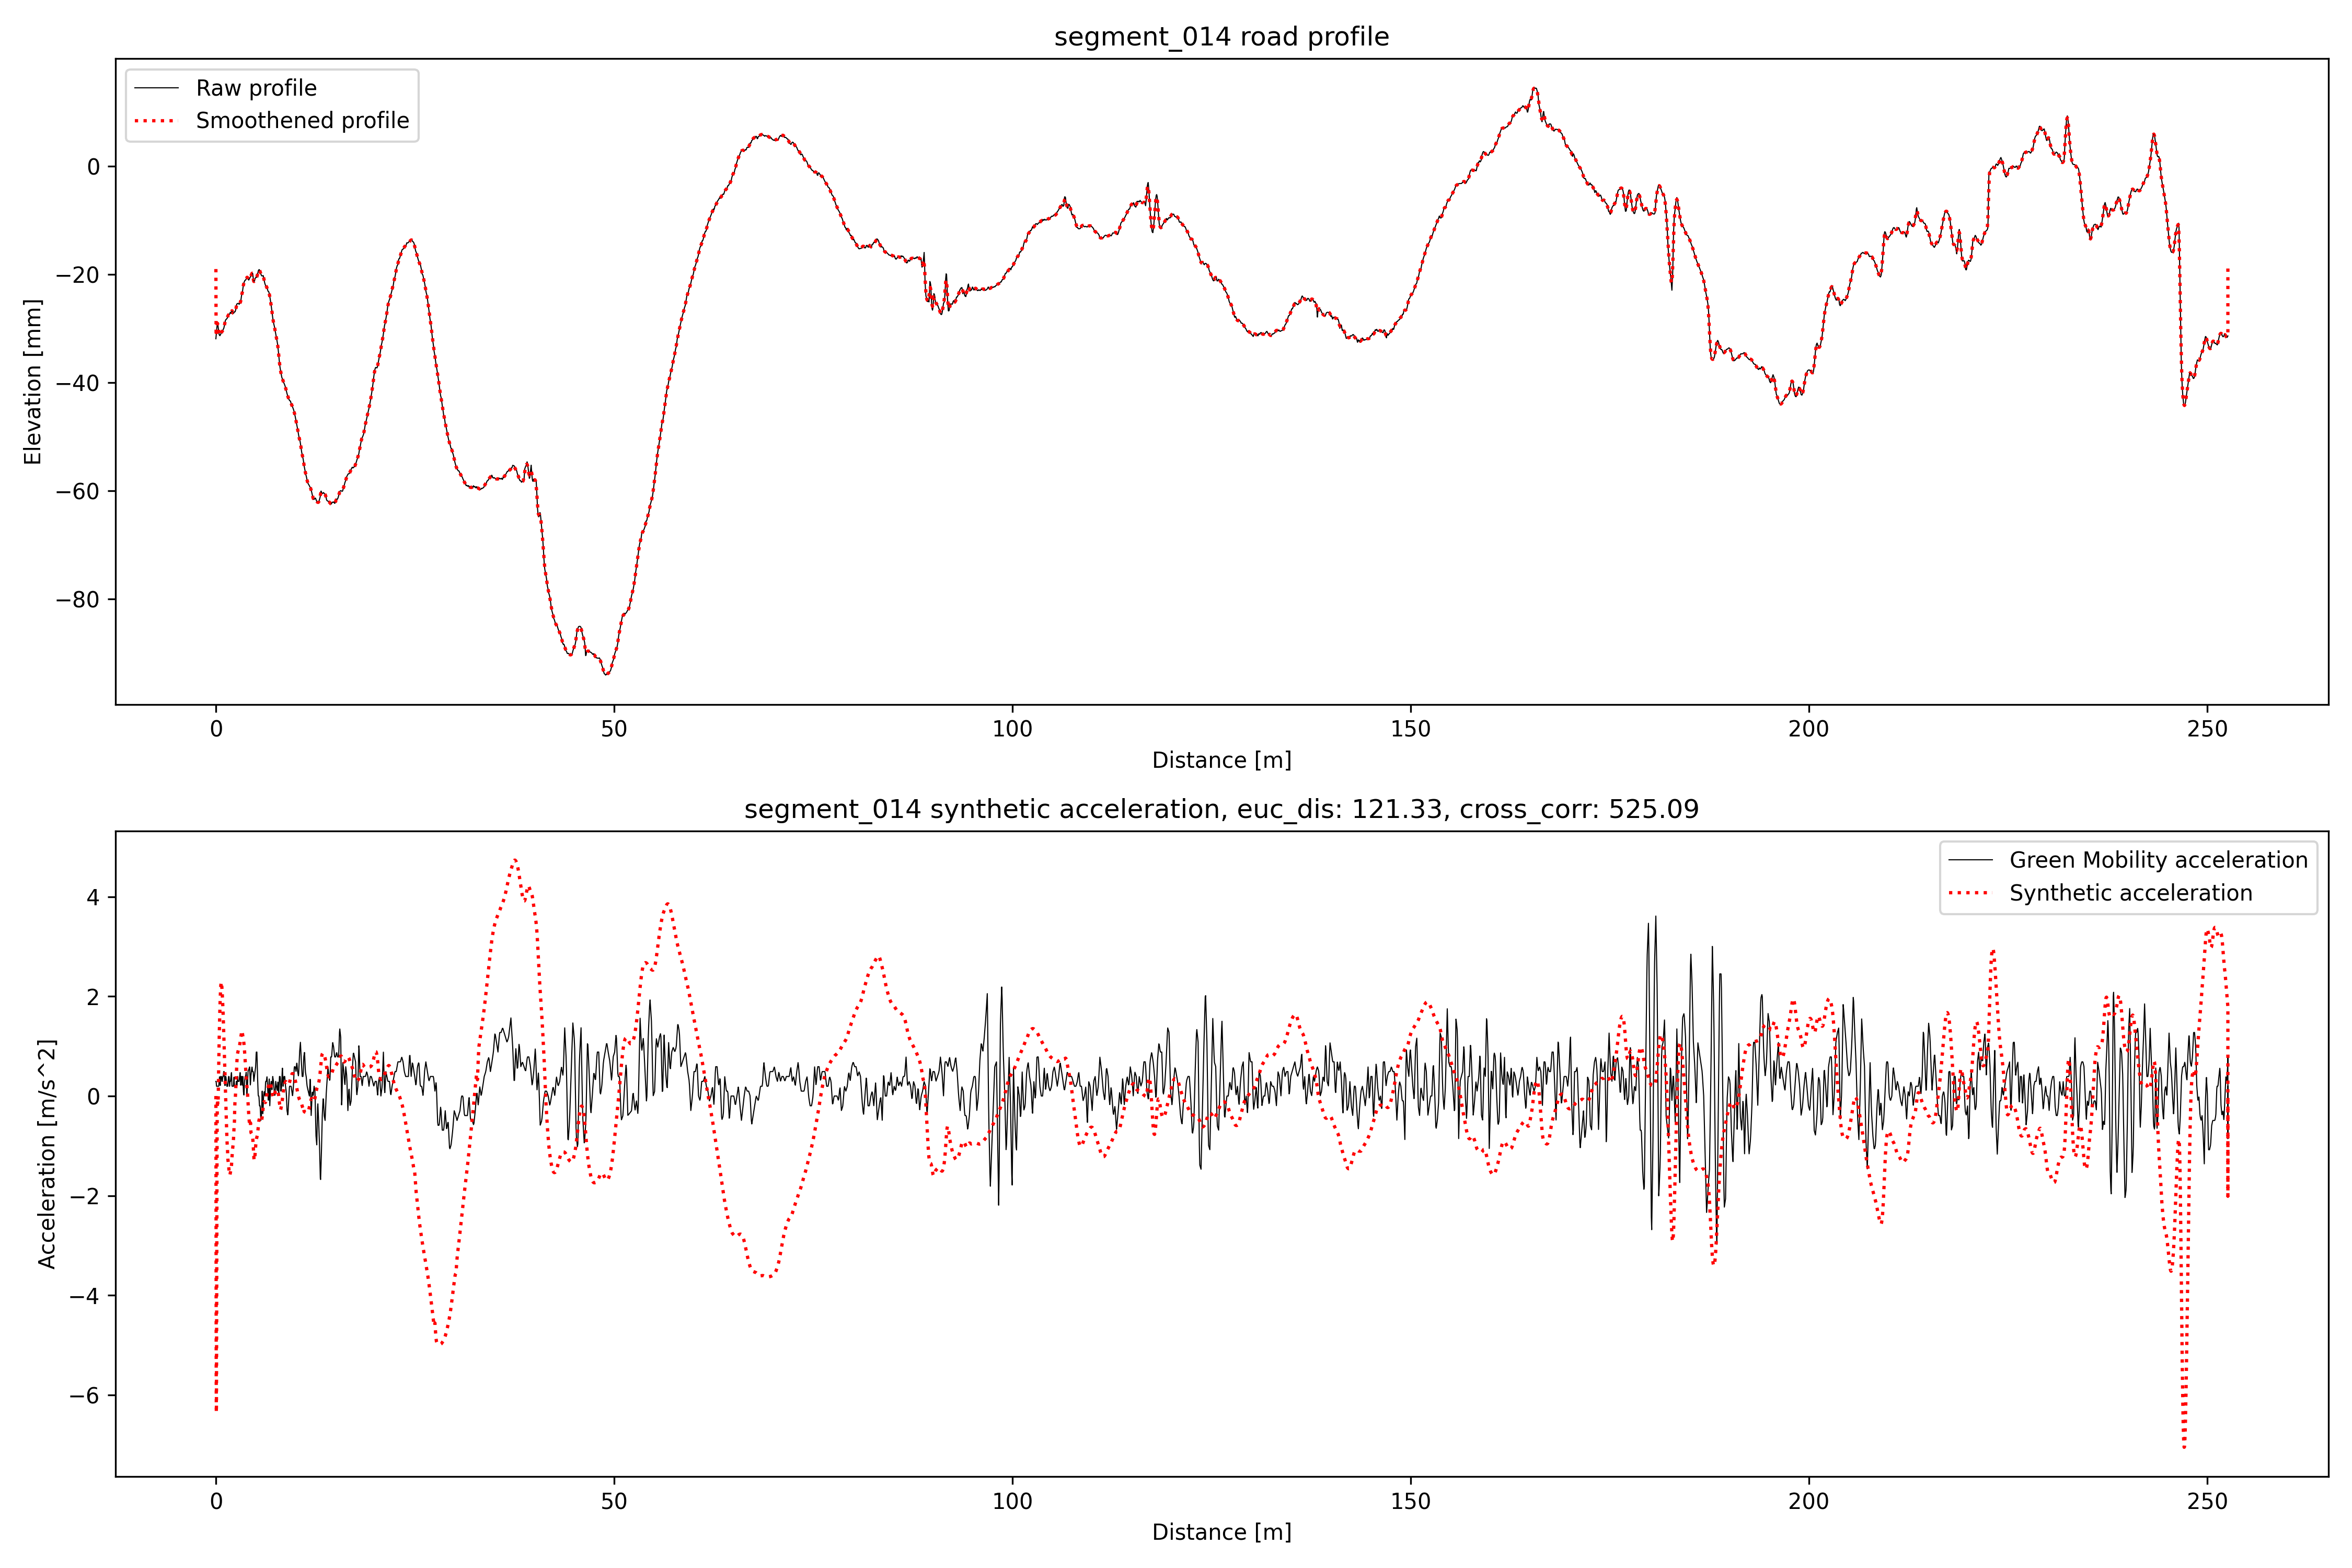 segment_014 road profile
Raw profile
Smoothened profile
0
−20
−40
−60
−80
Elevation [mm]
0 50 100 150 200 250
Distance [m]
segment_014 synthetic acceleration, euc_dis: 121.33, cross_corr: 525.09
Green Mobility acceleration
Synthetic acceleration
4
2
0
−2
−4
−6
Acceleration [m/s^2]
0 50 100 150 200 250
Distance [m]